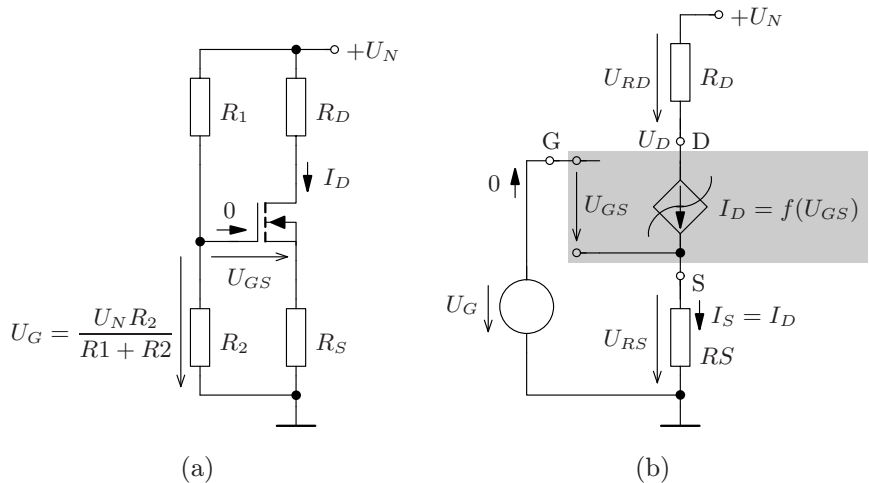 +U_N
R_1
R_D
I_D
0
U_GS
U_G = U_N R_2 / R1 + R2
R_2
R_S
(a)
+U_N
U_RD
R_D
U_D D
G
0
U_GS
I_D = f(U_GS)
S
U_G
I_S = I_D
U_RS
RS
(b)